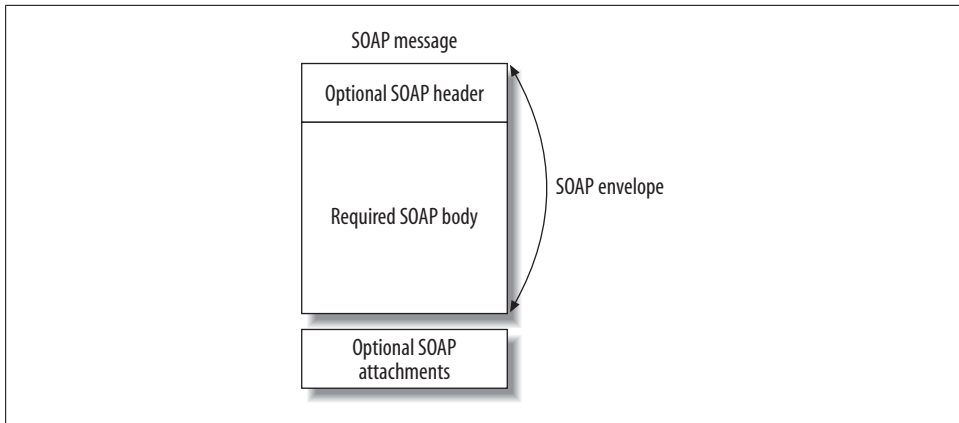 SOAP message
Optional SOAP header
Required SOAP body
SOAP envelope
Optional SOAP
attachments